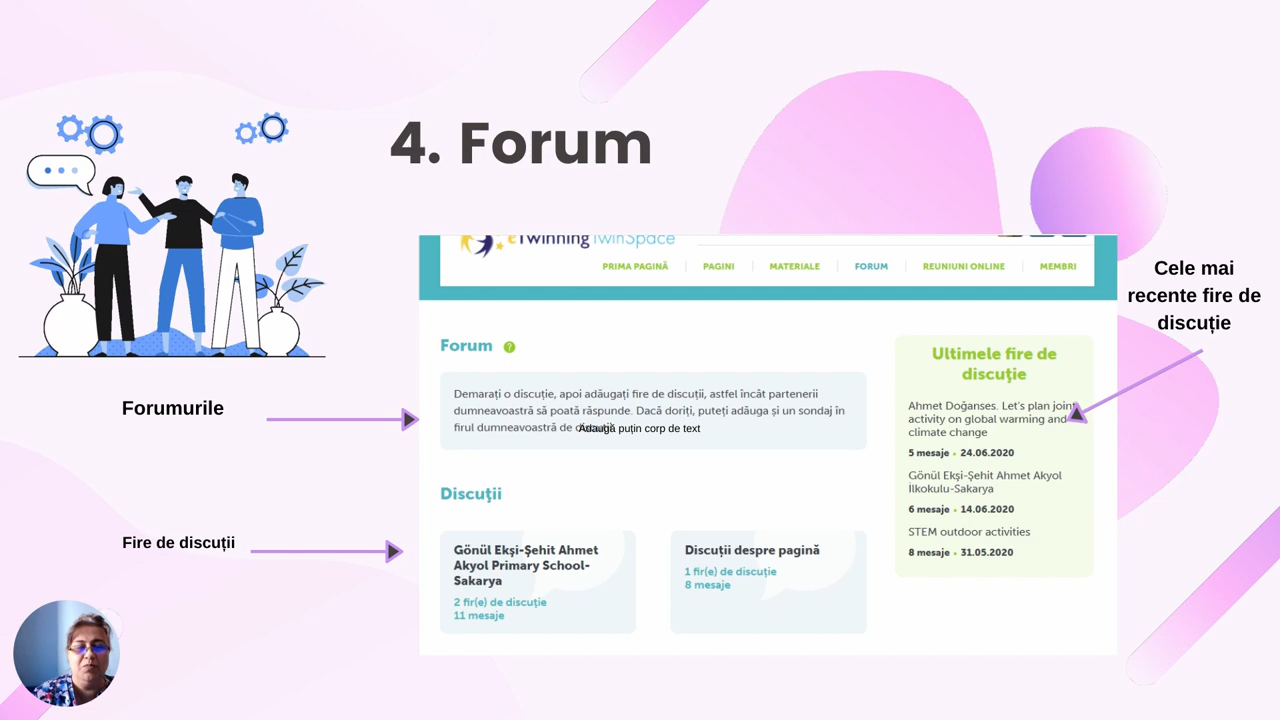 4. Forum
eTwinning TwinSpace
PRIMA PAGINĂ
PAGINI
MATERIALE
FORUM
REUNIUNI ONLINE
MEMBRI
Cele mai
recente fire de
discuție
Forum ?
Demarați o discuție, apoi adăugați fire de discuții, astfel încât partenerii
dumneavoastră să poată răspunde. Dacă doriți, puteți adăuga și un sondaj în
firul dumneavoastră de
Adaugă puțin corp de text
Forumurile
Ultimele fire de
discuție
Ahmet Doğanses. Let's plan joint
activity on global warming and
climate change
5 mesaje • 24.06.2020
Gönül Ekşi-Şehit Ahmet Akyol
İlkokulu-Sakarya
6 mesaje • 14.06.2020
STEM outdoor activities
8 mesaje • 31.05.2020
Discuții
Fire de discuții
Gönül Ekşi-Şehit Ahmet
Akyol Primary School-
Sakarya
2 fir(e) de discuție
11 mesaje
Discuții despre pagină
1 fir(e) de discuție
8 mesaje